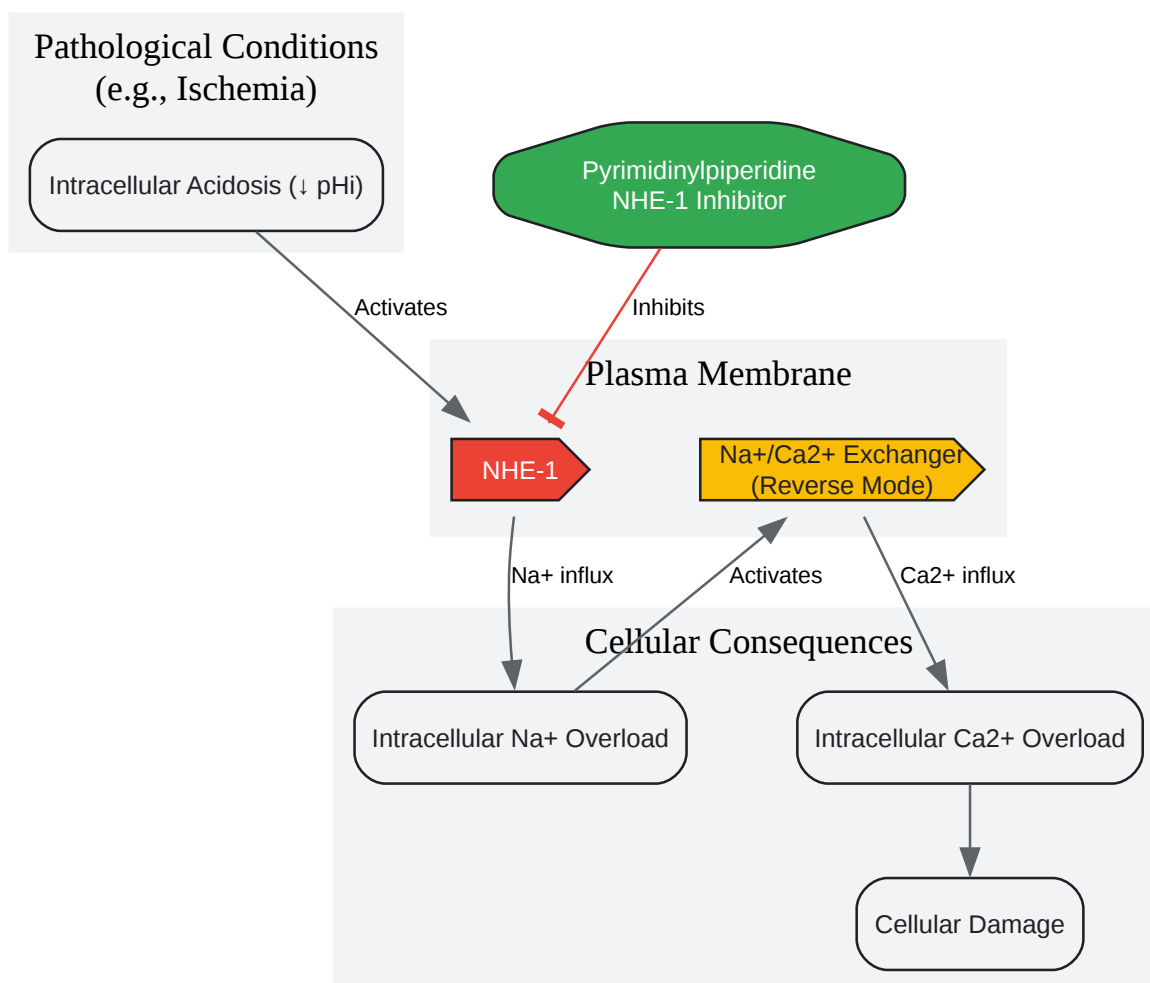 Pathological Conditions
(e.g., Ischemia)
Intracellular Acidosis (↓ pHi)
Pyrimidinylpiperidine
NHE-1 Inhibitor
Activates
Inhibits
Plasma Membrane
NHE-1
Na+/Ca2+ Exchanger
(Reverse Mode)
Na+ influx
Activates
Ca2+ influx
Cellular Consequences
Intracellular Na+ Overload
Intracellular Ca2+ Overload
Cellular Damage